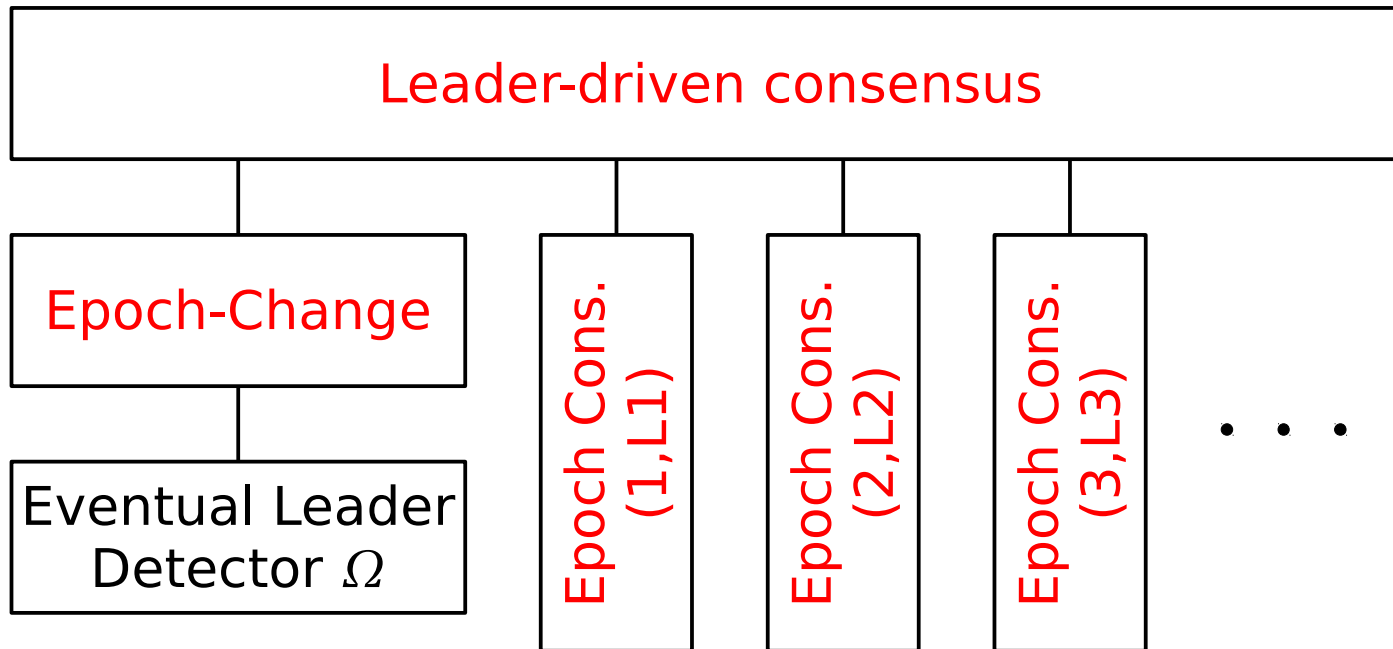 Leader-driven consensus
Epoch-Change
Eventual Leader
Detector Ω
Epoch Cons.
(1,L1)
Epoch Cons.
(2,L2)
Epoch Cons.
(3,L3)
. . .